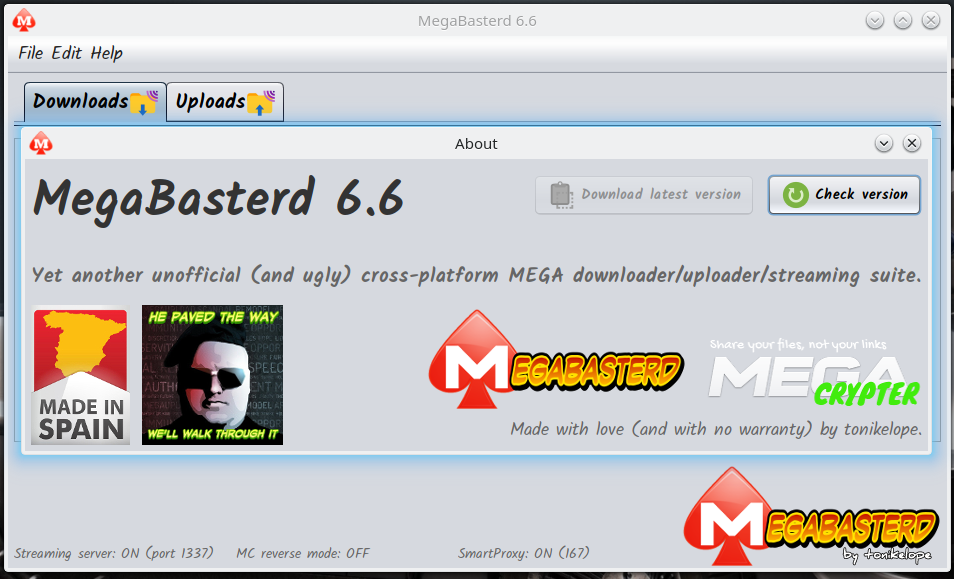 MegaBasterd 6.6
File Edit Help
Downloads Uploads
About
MegaBasterd 6.6
Download latest version Check version
Yet another unofficial (and ugly) cross-platform MEGA downloader/uploader/streaming suite.
MADE IN
SPAIN
HE PAVED THE WAY
WE'LL WALK THROUGH IT
MEGABASTERD
Share your files, not your links
MEGA
CRYPTER
Made with love (and with no warranty) by tonikelope.
MEGABASTERD
by tonikelope
Streaming server: ON (port 1337) MC reverse mode: OFF SmartProxy: ON (167)